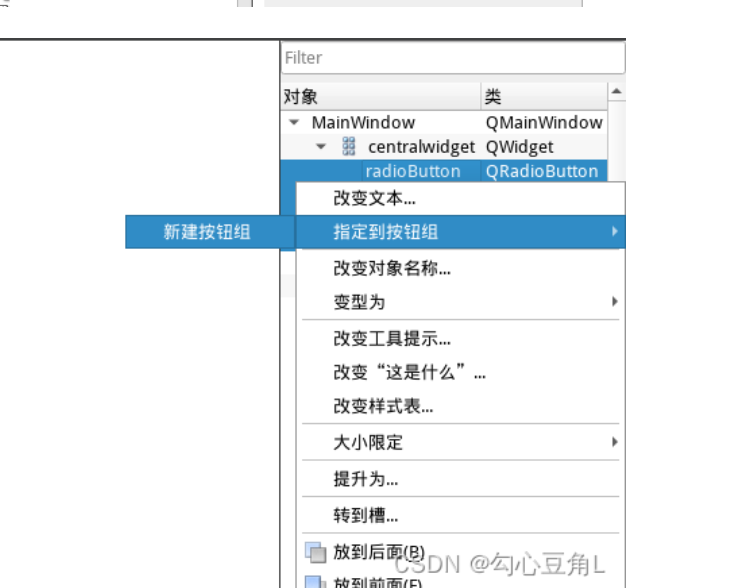 Filter
对象 类
MainWindow QMainWindow
centralwidget QWidget
radioButton QRadioButton
改变文本...
新建按钮组 指定到按钮组
改变对象名称...
变型为
改变工具提示...
改变“这是什么”...
改变样式表...
大小限定
提升为...
转到槽...
放到后面(B)
CSDN @勾心豆角L
放到前面(F)